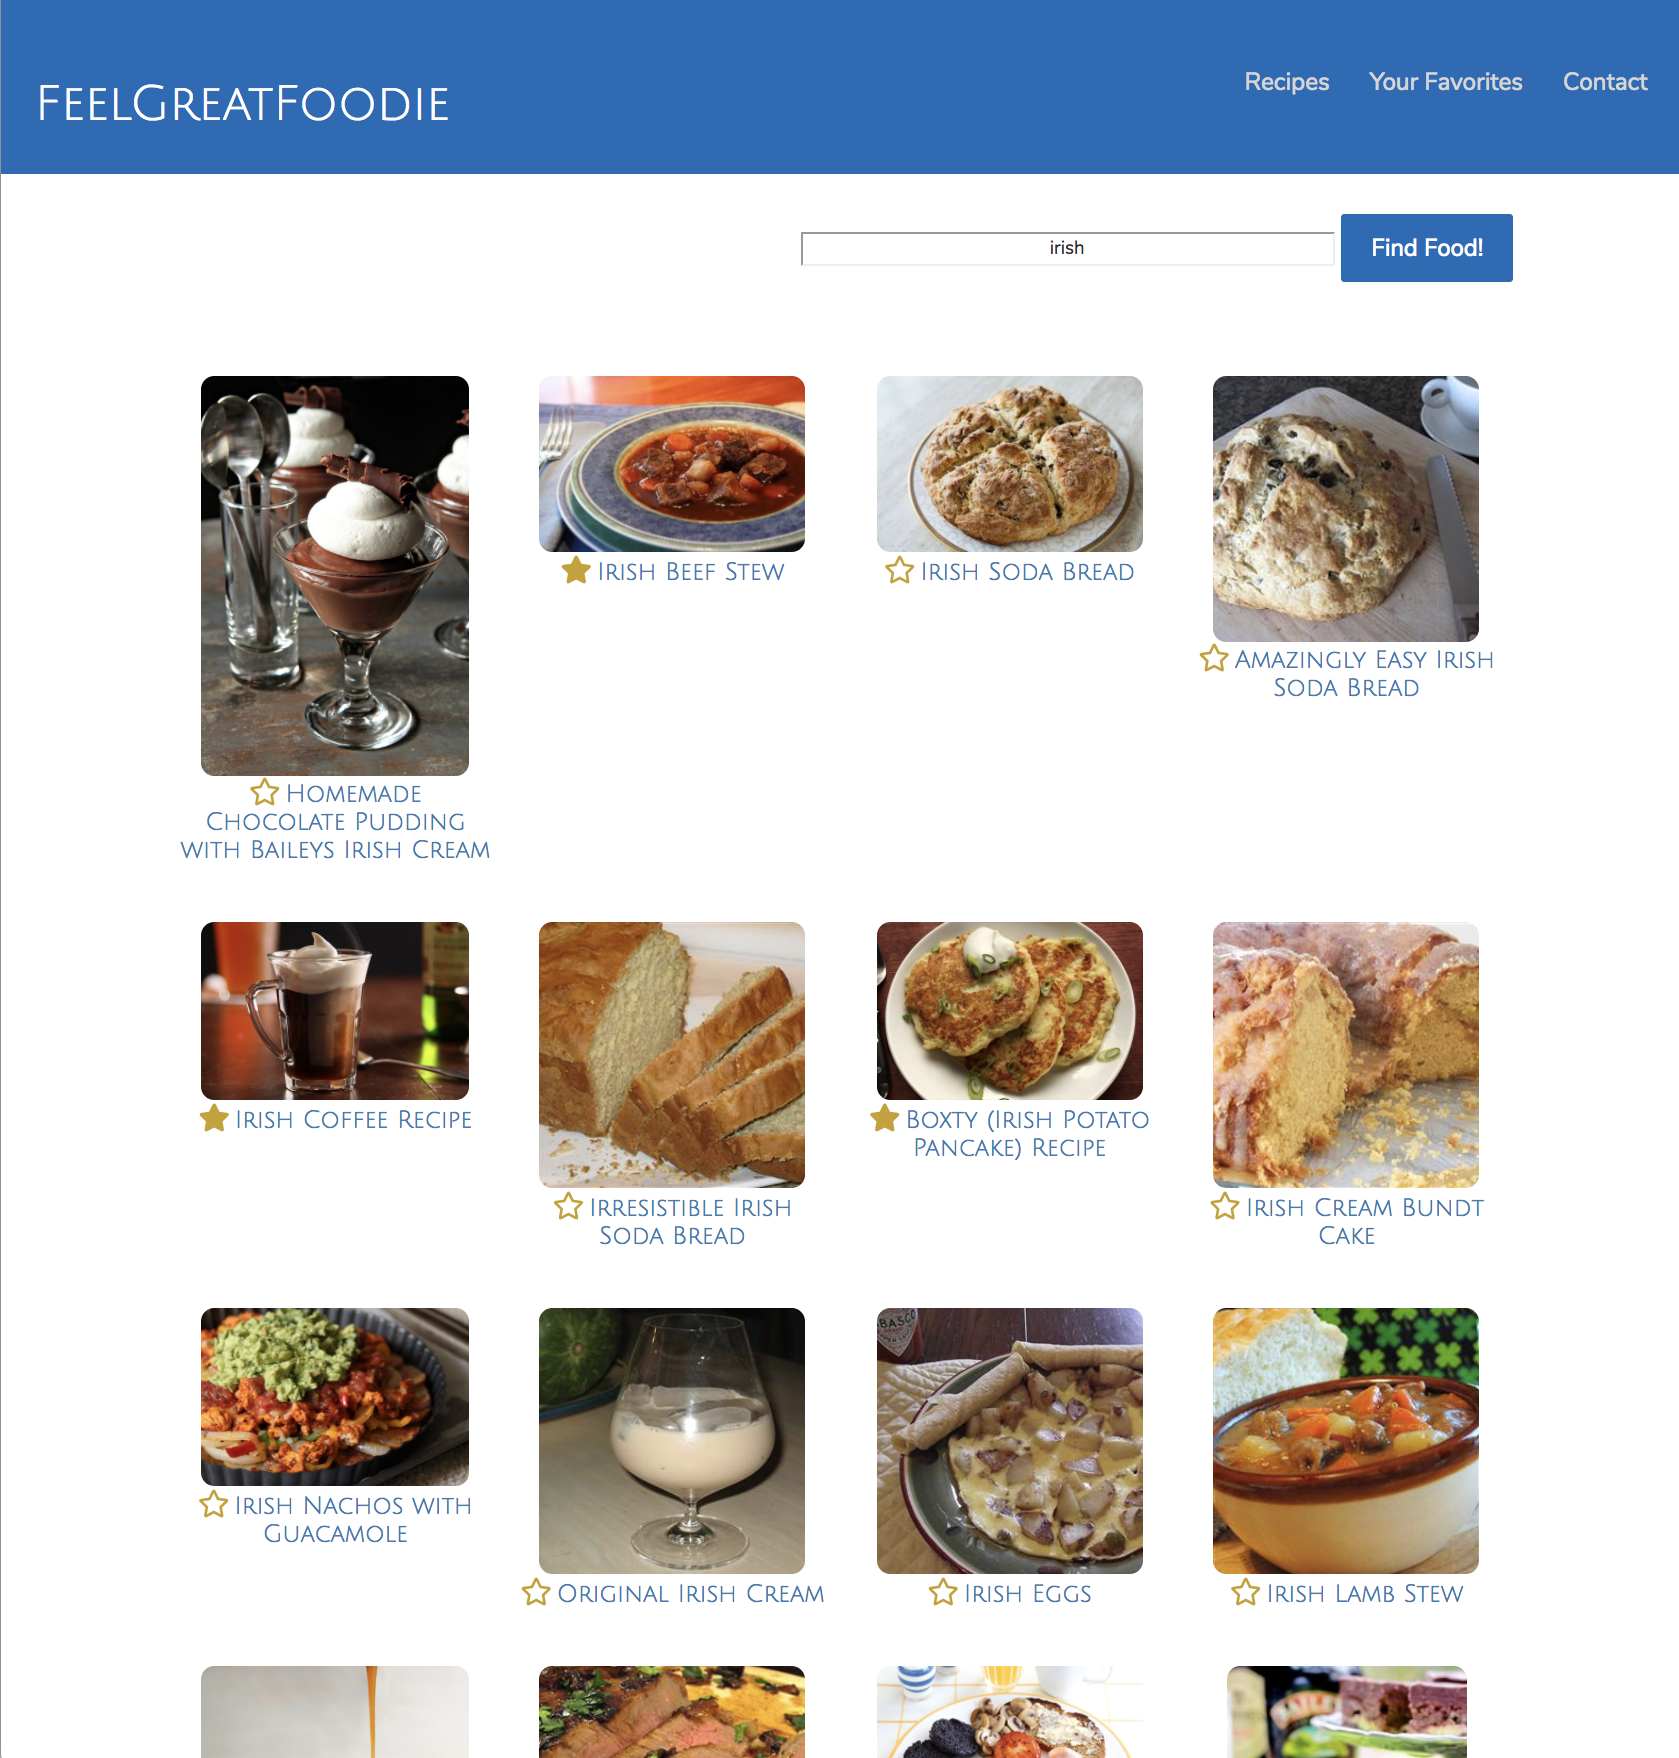 FeelGreatFoodie
Recipes Your Favorites Contact
irish
Find Food!
Irish Beef Stew
Irish Soda Bread
Amazingly Easy Irish
Soda Bread
Homemade
Chocolate Pudding
with Baileys Irish Cream
Irish Coffee Recipe
Irresistible Irish
Soda Bread
Boxty (Irish Potato
Pancake) Recipe
Irish Cream Bundt
Cake
Irish Nachos with
Guacamole
Original Irish Cream
Irish Eggs
Irish Lamb Stew